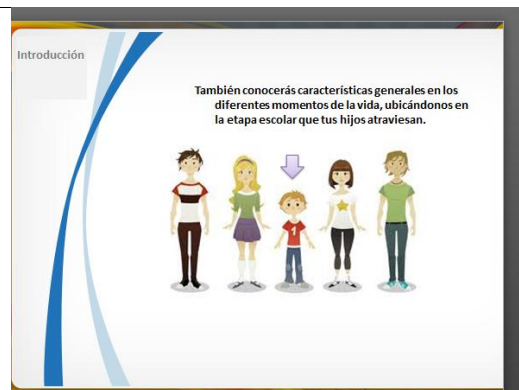 Introducción
También conocerás características generales en los
diferentes momentos de la vida, ubicándonos en
la etapa escolar que tus hijos atraviesan.
1